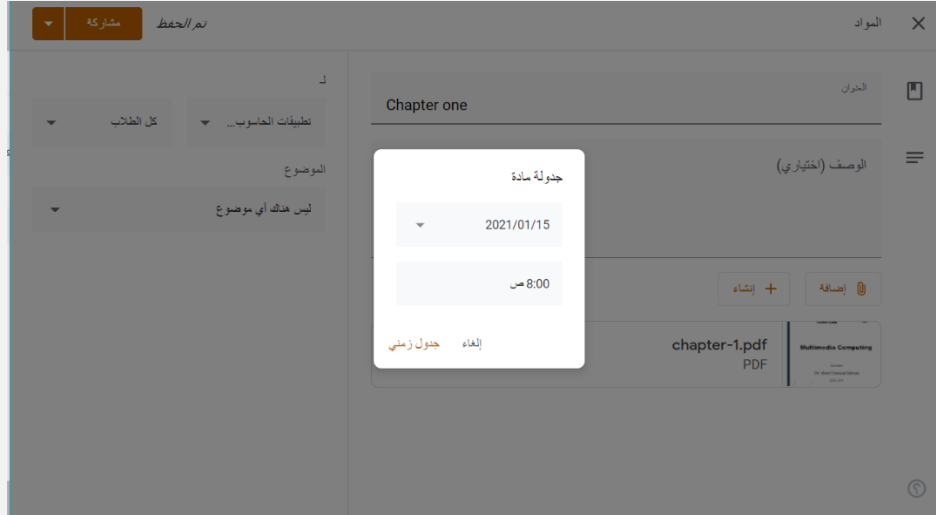 المواد
تم الحفظ
مشاركة
العنوان
Chapter one
الوصف (اختياري)
إضافة
إنشاء
chapter-1.pdf
PDF
Multimedia Computing
لـ
تطبيقات الحاسوب...
كل الطلاب
الموضوع
ليس هناك أي موضوع
جدولة مادة
2021/01/15
8:00 ص
إلغاء
جدول زمني